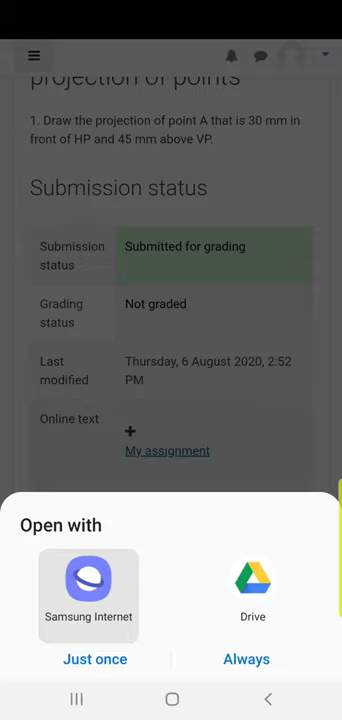 projection of points
1. Draw the projection of point A that is 30 mm in
front of HP and 45 mm above VP.
Submission status
Submission
status
Submitted for grading
Grading
status
Not graded
Last
modified
Thursday, 6 August 2020, 2:52
PM
Online text
My assignment
Open with
Samsung Internet
Drive
Just once
Always